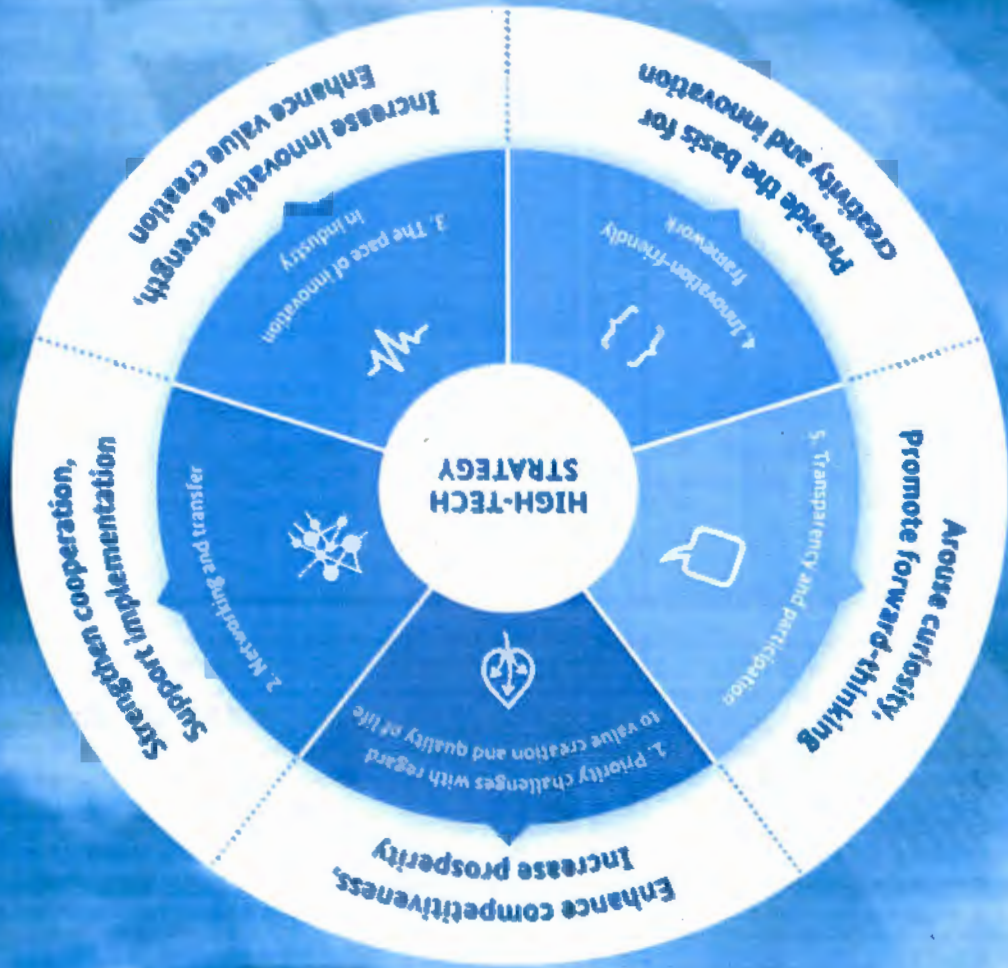 Enhance competitiveness,
Increase prosperity
1. Priority challenges with regard
to value creation and quality of life
Strengthen cooperation,
Support implementation
2. Networking and transfer
Increase Innovative strength,
Enhance value creation
3. The pace of innovation
in industry
Provide the basis for
creativity and innovation
4. Innovation-friendly
framework
Arouse curiosity,
Promote forward-thinking
5. Transparency and participation
HIGH-TECH
STRATEGY